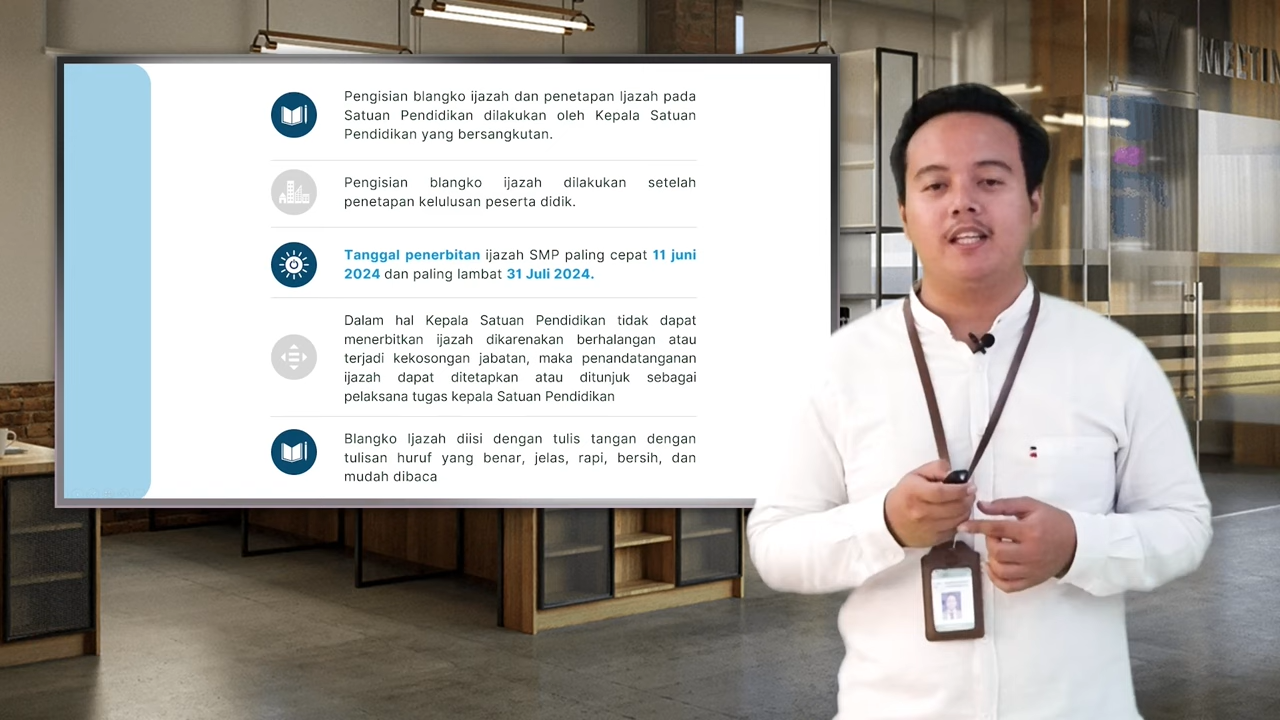 Pengisian blangko ijazah dan penetapan Ijazah pada
Satuan Pendidikan dilakukan oleh Kepala Satuan
Pendidikan yang bersangkutan.
Pengisian blangko ijazah dilakukan setelah
penetapan kelulusan peserta didik.
Tanggal penerbitan ijazah SMP paling cepat 11 juni
2024 dan paling lambat 31 Juli 2024.
Dalam hal Kepala Satuan Pendidikan tidak dapat
menerbitkan ijazah dikarenakan berhalangan atau
terjadi kekosongan jabatan, maka penandatanganan
ijazah dapat ditetapkan atau ditunjuk sebagai
pelaksana tugas kepala Satuan Pendidikan
Blangko Ijazah diisi dengan tulis tangan dengan
tulisan huruf yang benar, jelas, rapi, bersih, dan
mudah dibaca
MEETIN